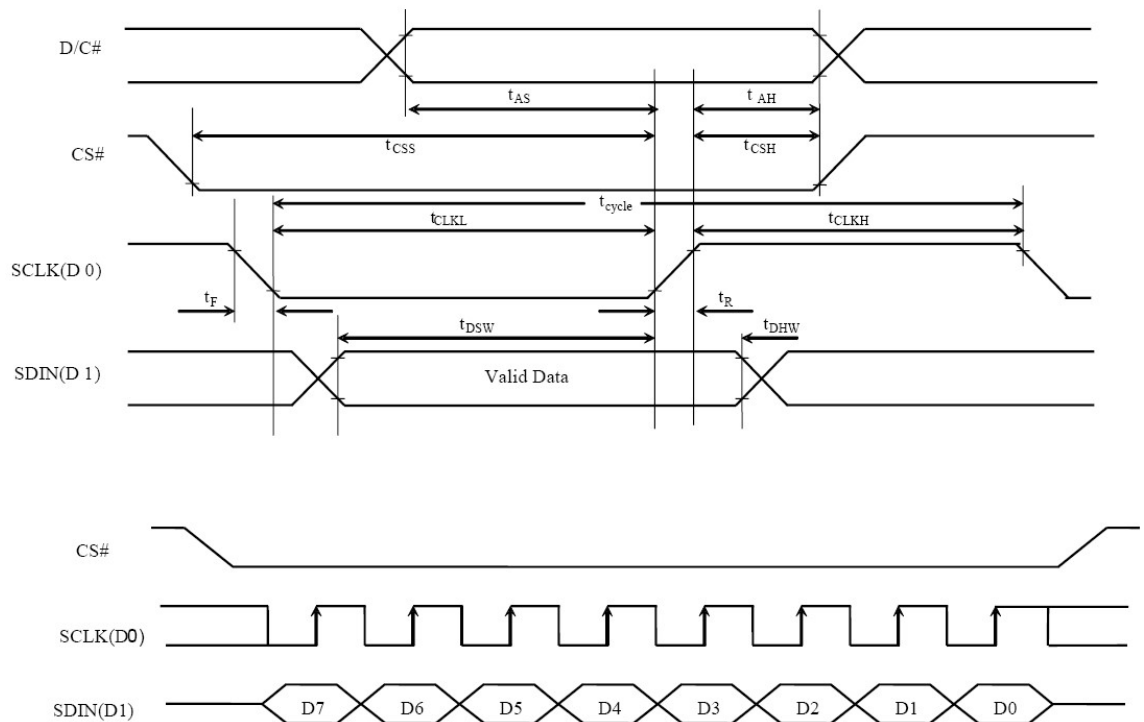 D/C#
tAS
t AH
CS#
tCSS
tCSH
tcycle
tCLKL
tCLKH
SCLK(D 0)
tF
tR
tDSW
tDHW
SDIN(D 1)
Valid Data
CS#
SCLK(D0)
SDIN(D1)
D7 D6 D5 D4 D3 D2 D1 D0